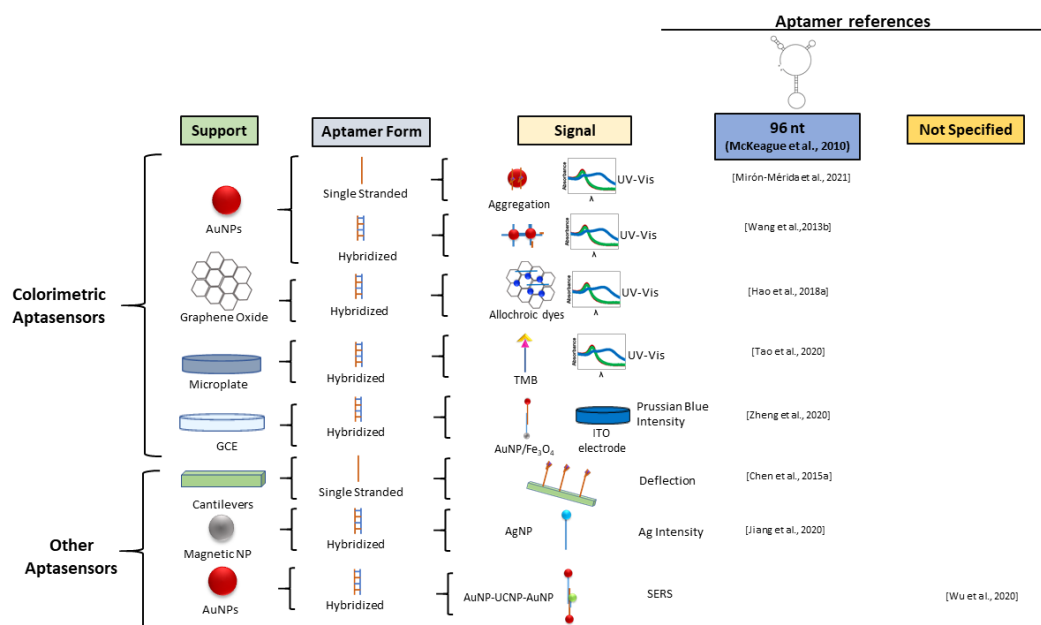 Aptamer references
Support
Aptamer Form
Signal
96 nt
(McKeague et al., 2010)
Not Specified
Colorimetric
Aptasensors
AuNPs
Single Stranded
Aggregation
Absorbance
λ
UV-Vis
[Mirón-Mérida et al., 2021]
Hybridized
Absorbance
λ
UV-Vis
[Wang et al.,2013b]
Graphene Oxide
Hybridized
Allochroic dyes
Absorbance
λ
UV-Vis
[Hao et al., 2018a]
Microplate
Hybridized
TMB
Absorbance
λ
UV-Vis
[Tao et al., 2020]
GCE
Hybridized
AuNP/Fe3O4
ITO
electrode
Prussian Blue
Intensity
[Zheng et al., 2020]
Other
Aptasensors
Cantilevers
Single Stranded
Deflection
[Chen et al., 2015a]
Magnetic NP
Hybridized
AgNP
Ag Intensity
[Jiang et al., 2020]
AuNPs
Hybridized
AuNP-UCNP-AuNP
SERS
[Wu et al., 2020]